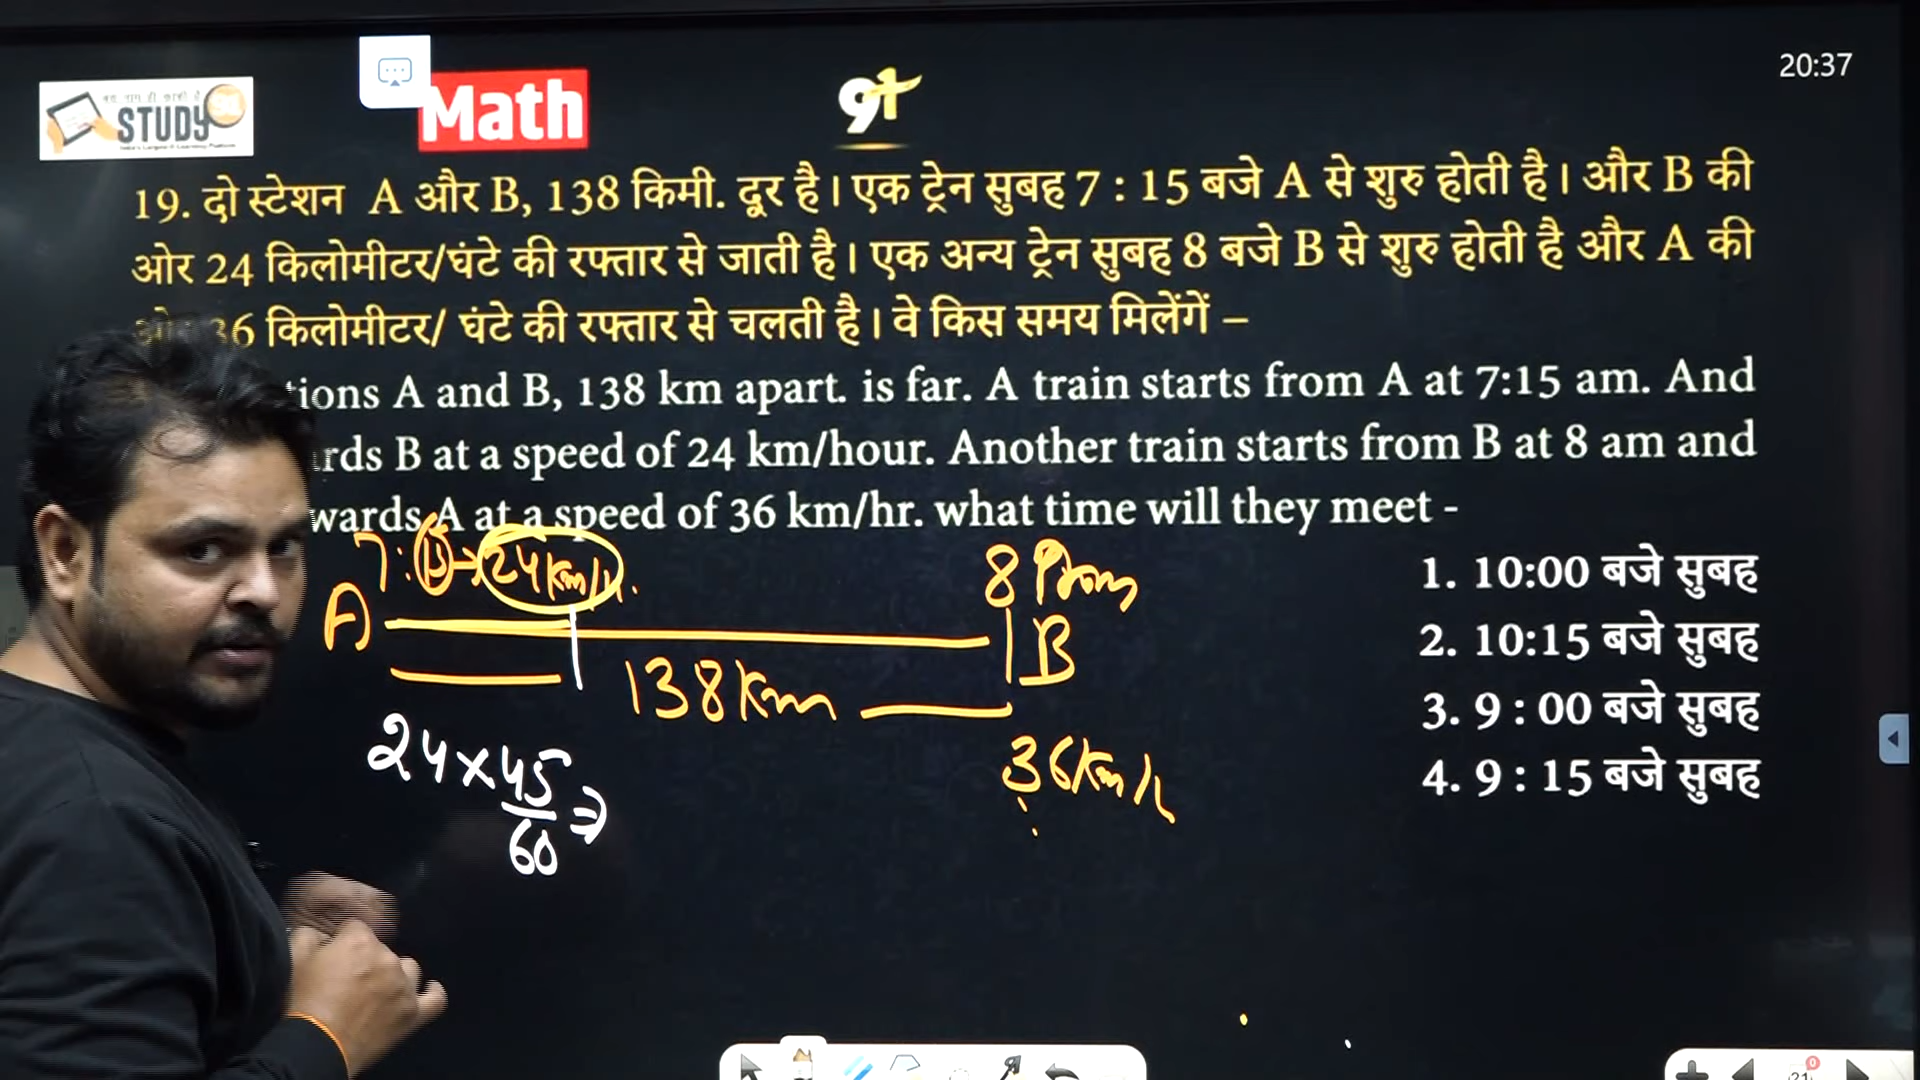 20:37
STUDY 91
Math
91
19. दो स्टेशन A और B, 138 किमी. दूर है। एक ट्रेन सुबह 7 : 15 बजे A से शुरु होती है। और B की
ओर 24 किलोमीटर/घंटे की रफ्तार से जाती है। एक अन्य ट्रेन सुबह 8 बजे B से शुरु होती है और A की
36 किलोमीटर/ घंटे की रफ्तार से चलती है। वे किस समय मिलेंगें –
tions A and B, 138 km apart. is far. A train starts from A at 7:15 am. And
rds B at a speed of 24 km/hour. Another train starts from B at 8 am and
wards A at a speed of 36 km/hr. what time will they meet -
7:15 → 24km/h.
8
A
B
138km
24×45/60 ⇒
36km/h
1. 10:00 बजे सुबह
2. 10:15 बजे सुबह
3. 9 : 00 बजे सुबह
4. 9 : 15 बजे सुबह